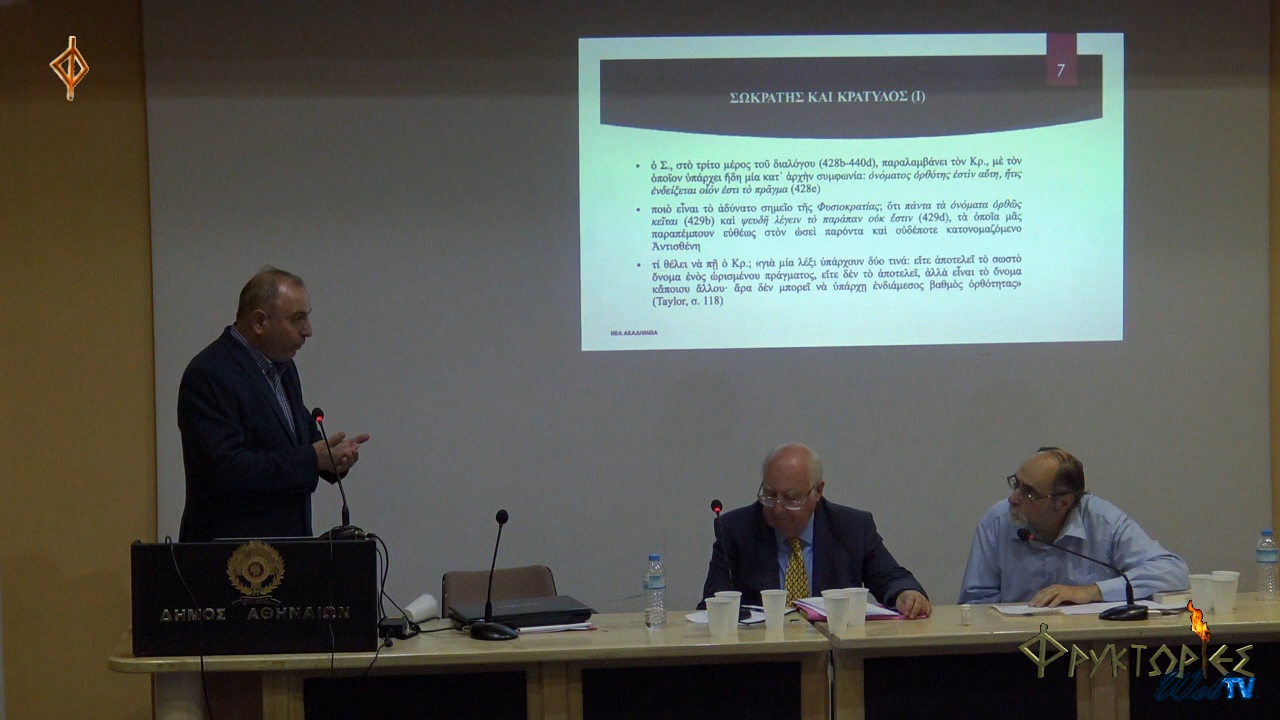 7
ΣΩΚΡΑΤΗΣ ΚΑΙ ΚΡΑΤΥΛΟΣ (Ι)
▪ ὁ Σ., στὸ τρίτο μέρος τοῦ διαλόγου (428b-440d), παραλαμβάνει τὸν Κρ., μὲ τὸν
ὁποῖον ὑπάρχει ἤδη μία κατ᾽ ἀρχὴν συμφωνία: ὀνόματος ὀρθότης ἐστὶν αὕτη, ἥτις
ἐνδείξεται οἷόν ἐστι τὸ πρᾶγμα (428e)
▪ ποιὸ εἶναι τὸ ἀδύνατο σημεῖο τῆς Φυσιοκρατίας; ὅτι πάντα τὰ ὀνόματα ὀρθῶς
κεῖται (429b) καὶ ψευδῆ λέγειν τὸ παράπαν οὐκ ἔστιν (429d), τὰ ὁποῖα μᾶς
παραπέμπουν εὐθέως στὸν ὡσεὶ παρόντα καὶ οὐδέποτε κατονομαζόμενο
Ἀντισθένη
▪ τί θέλει νὰ πῇ ὁ Κρ.; «γιὰ μία λέξι ὑπάρχουν δύο τινά: εἴτε ἀποτελεῖ τὸ σωστὸ
ὄνομα ἑνὸς ὡρισμένου πράγματος, εἴτε δὲν τὸ ἀποτελεῖ, ἀλλὰ εἶναι τὸ ὄνομα
κάποιου ἄλλου· ἄρα δὲν μπορεῖ νὰ ὑπάρχῃ ἐνδιάμεσος βαθμὸς ὀρθότητας»
(Taylor, σ. 118)
ΝΕΑ ΑΚΑΔΗΜΕΙΑ
ΔΗΜΟΣ ΑΘΗΝΑΙΩΝ
ΦΡΥΚΤΩΡΙΕΣ
Web TV